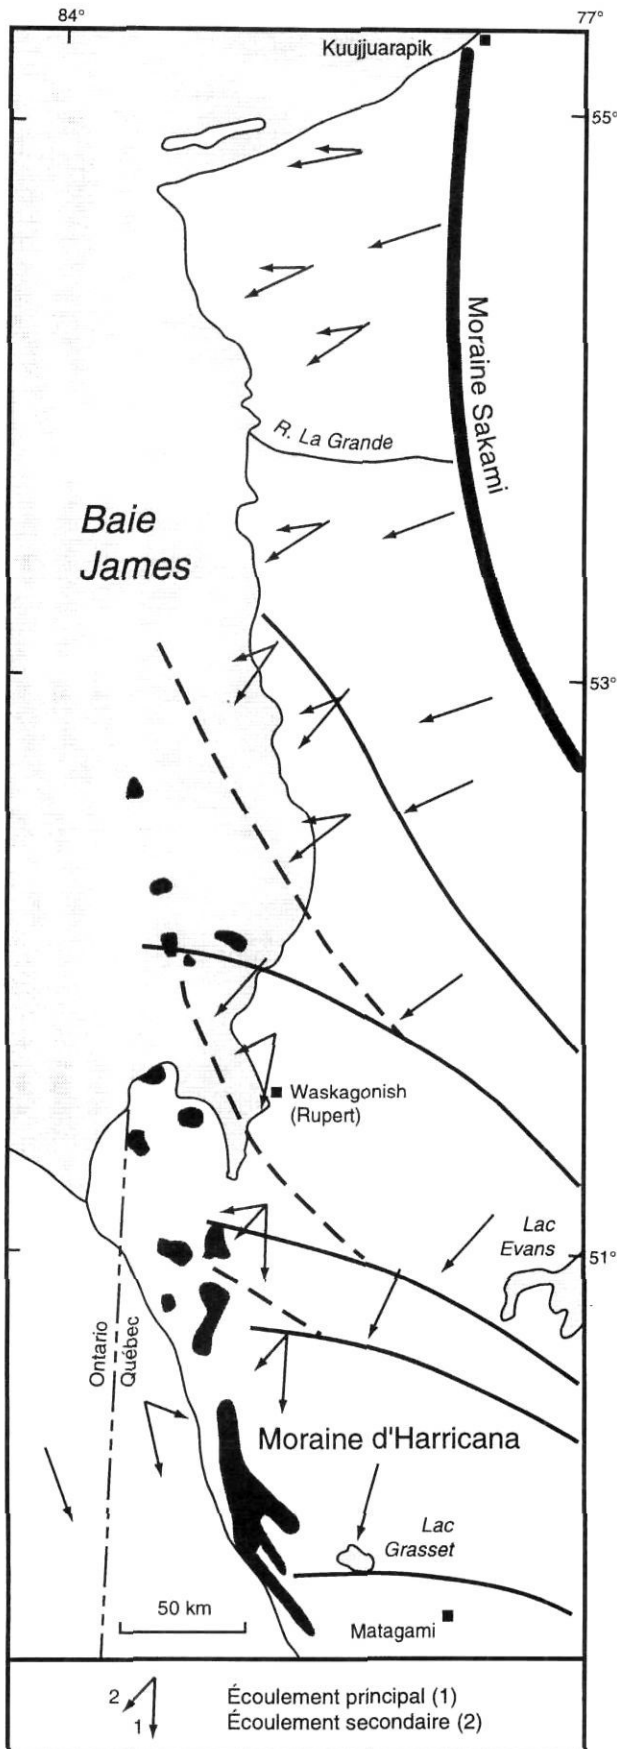 84°
77°
Kuujjuarapik
55°
Moraine Sakami
R. La Grande
Baie
James
53°
Waskagonish
(Rupert)
Lac
Evans
51°
Ontario
Québec
Moraine d'Harricana
Lac
Grasset
50 km
Matagami
2
1
Écoulement principal (1)
Écoulement secondaire (2)